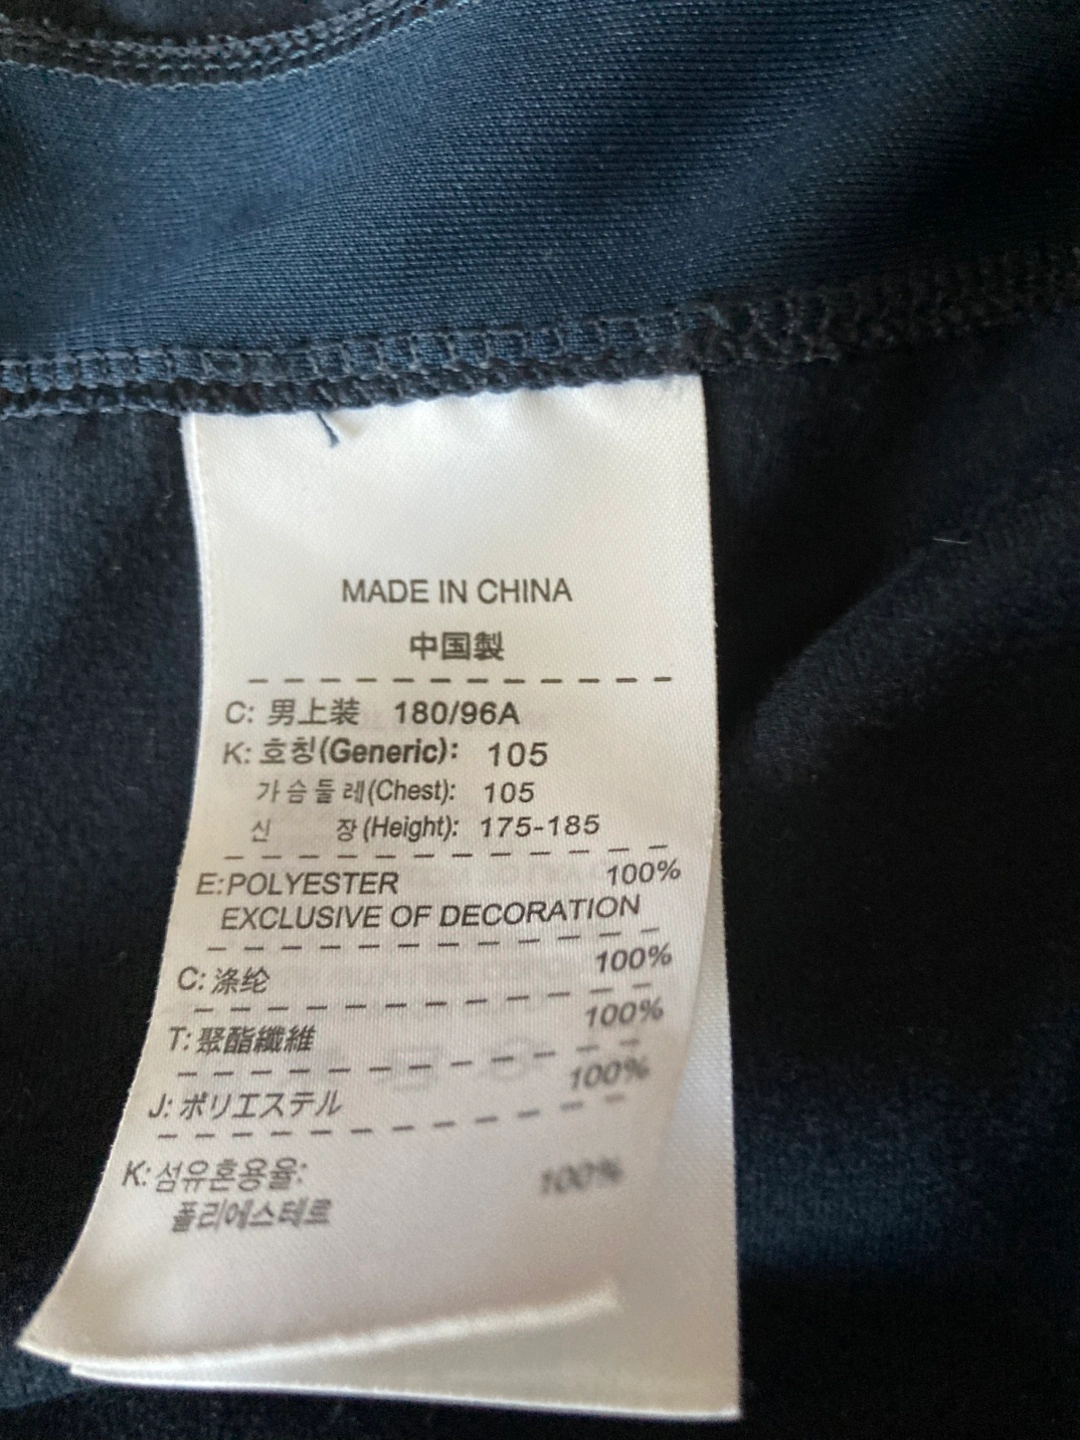 MADE IN CHINA
中国製
C: 男上装 180/96A
K: 호칭(Generic): 105
가슴둘레(Chest): 105
신 장(Height): 175-185
E:POLYESTER 100%
EXCLUSIVE OF DECORATION
C: 涤纶 100%
T: 聚酯纖維 100%
J: ポリエステル 100%
K: 섬유혼용율: 100%
폴리에스테르